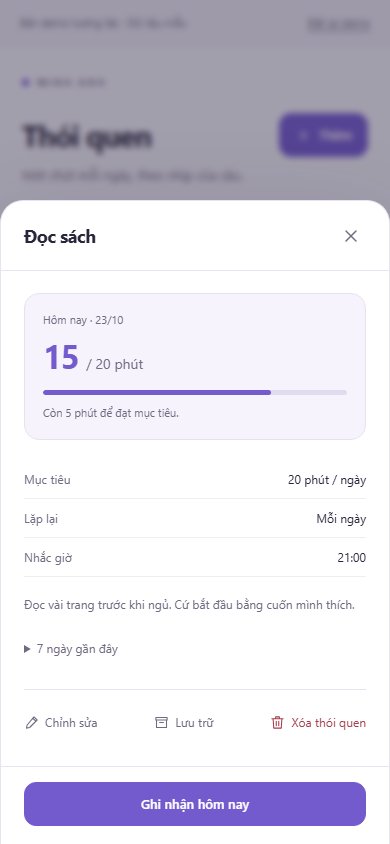 Thói quen
Thêm
Đọc sách
Hôm nay · 23/10
15 / 20 phút
Còn 5 phút để đạt mục tiêu.
Mục tiêu
20 phút / ngày
Lặp lại
Mỗi ngày
Nhắc giờ
21:00
Đọc vài trang trước khi ngủ. Cứ bắt đầu bằng cuốn mình thích.
7 ngày gần đây
Chỉnh sửa
Lưu trữ
Xóa thói quen
Ghi nhận hôm nay